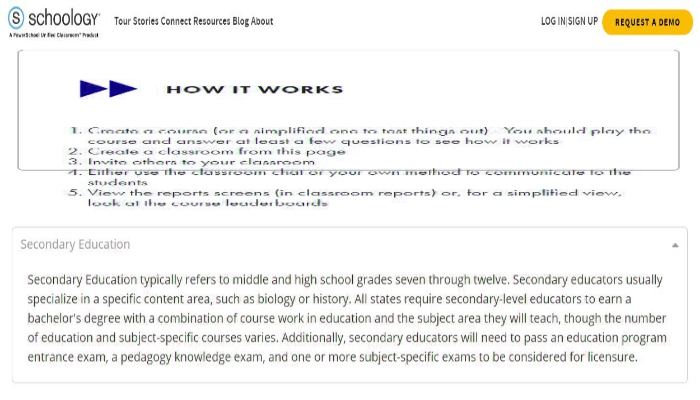 S schoology®
A PowerSchool Unified Classroom™ Product
Tour Stories Connect Resources Blog About
LOG IN|SIGN UP
REQUEST A DEMO
HOW IT WORKS
1. Create a course (or a simplified one to test things out) - You should play the
course and answer at least a few questions to see how it works
2. Create a classroom from this page
3. Invite others to your classroom
4. Either use the classroom chat or your own method to communicate to the
students
5. View the reports screens (in classroom reports) or, for a simplified view,
look at the course leaderboards
Secondary Education
Secondary Education typically refers to middle and high school grades seven through twelve. Secondary educators usually
specialize in a specific content area, such as biology or history. All states require secondary-level educators to earn a
bachelor's degree with a combination of course work in education and the subject area they will teach, though the number
of education and subject-specific courses varies. Additionally, secondary educators will need to pass an education program
entrance exam, a pedagogy knowledge exam, and one or more subject-specific exams to be considered for licensure.